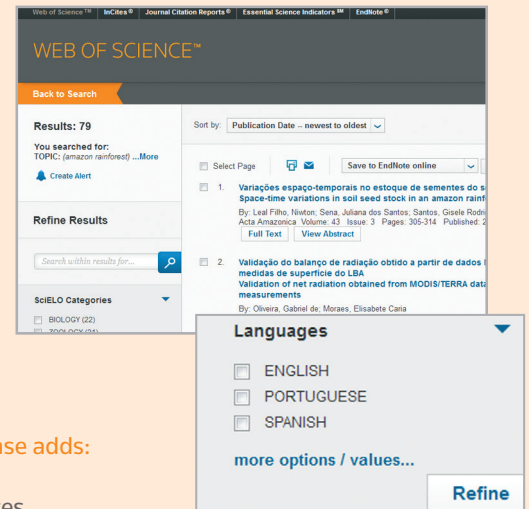 Web of Science™ InCites® Journal Citation Reports® Essential Science Indicators℠ EndNote®
WEB OF SCIENCE™
Back to Search
Results: 79
You searched for:
TOPIC: (amazon rainforest) ...More
Create Alert
Refine Results
Search within results for...
SciELO Categories
BIOLOGY (22)
ZOOLOGY (21)
Sort by: Publication Date -- newest to oldest
Select Page Save to EndNote online
1. Variações espaço-temporais no estoque de sementes do
Space-time variations in soil seed stock in an amazon
By: Leal Filho, Niwton; Sena, Juliana dos Santos; Santos, Gisele
Acta Amazonica Volume: 43 Issue: 3 Pages: 305-314 Published:
Full Text View Abstract
2. Validação do balanço de radiação obtido a partir de dados
medidas de superfície do LBA
Validation of net radiation obtained from MODIS/TERRA data
measurements
By: Oliveira, Gabriel de; Moraes, Elisabete Caria
Languages
ENGLISH
PORTUGUESE
SPANISH
more options / values...
Refine
adds: